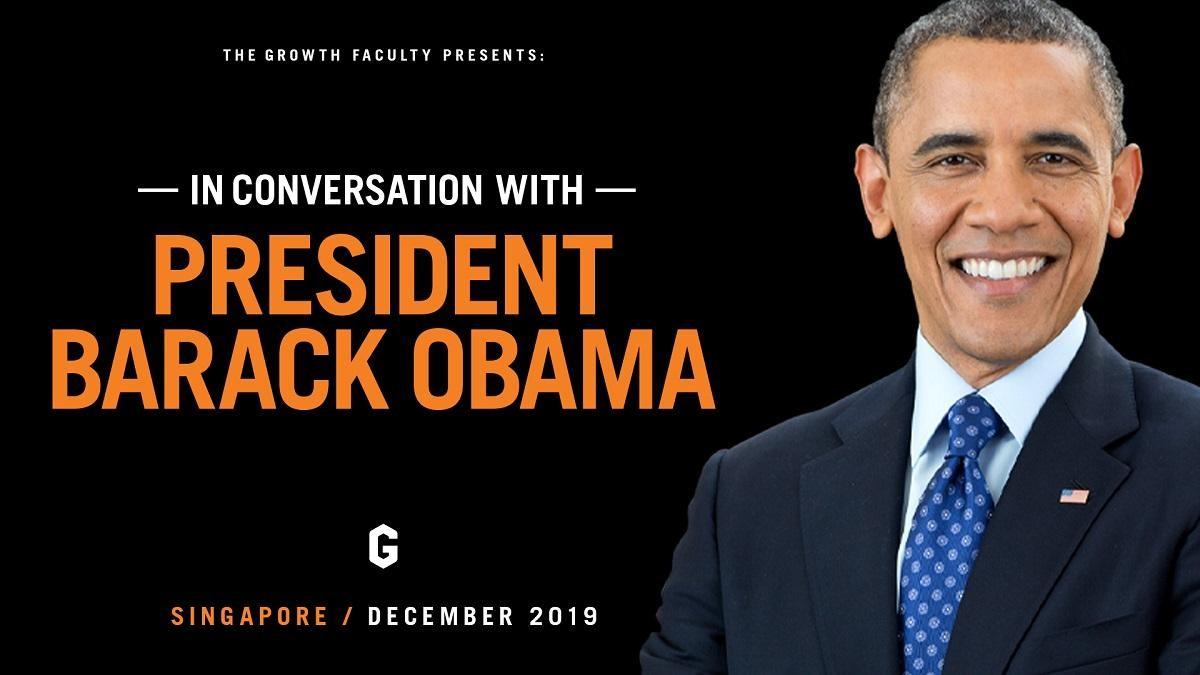 THE GROWTH FACULTY PRESENTS:
— IN CONVERSATION WITH —
PRESIDENT
BARACK OBAMA
G
SINGAPORE / DECEMBER 2019